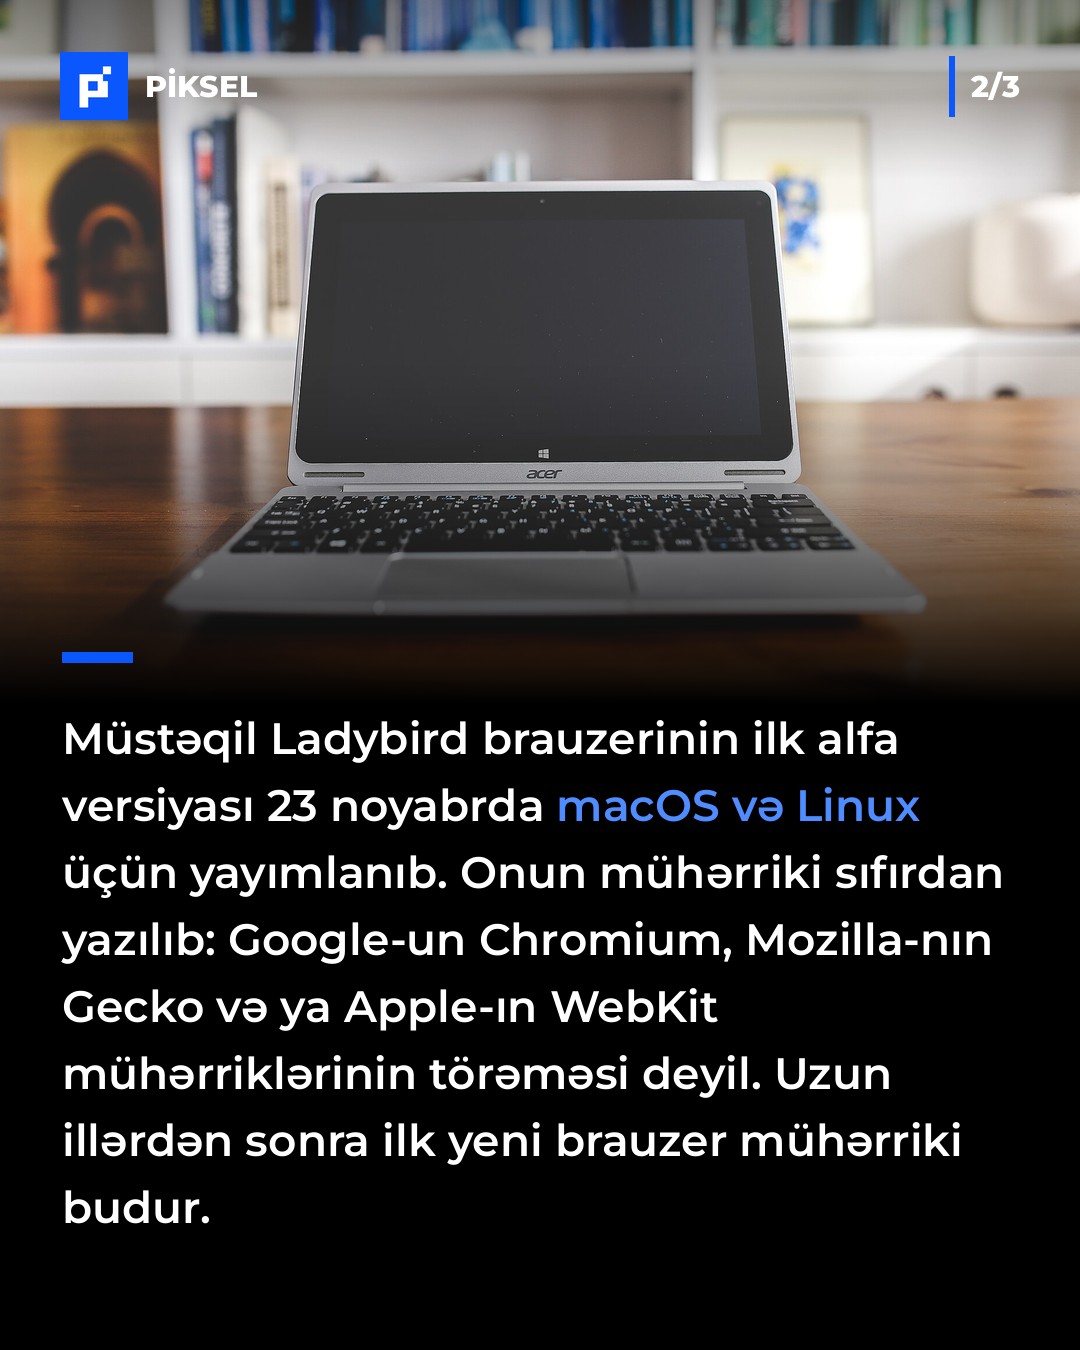 PİKSEL
2/3
acer
Müstəqil Ladybird brauzerinin ilk alfa
versiyası 23 noyabrda macOS və Linux
üçün yayımlanıb. Onun mühərriki sıfırdan
yazılıb: Google-un Chromium, Mozilla-nın
Gecko və ya Apple-ın WebKit
mühərriklərinin törəməsi deyil. Uzun
illərdən sonra ilk yeni brauzer mühərriki
budur.